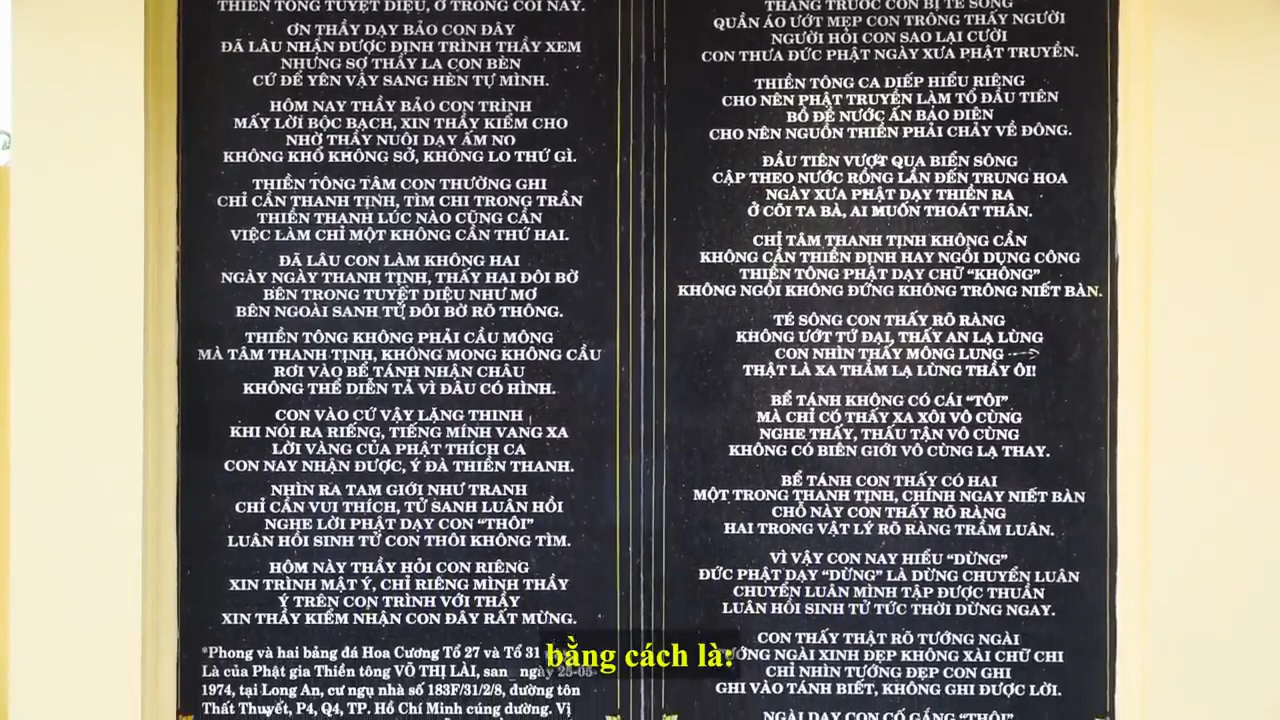 THIỀN TÔNG TUYỆT DIỆU, Ở TRONG CÕI NÀY.
ƠN THẦY DẠY BẢO CON ĐÂY
ĐÃ LÂU NHẬN ĐƯỢC ĐỊNH TRÌNH THẦY XEM
NHƯNG SỢ THẦY LA CON BÈN
CỨ ĐỂ YÊN VẬY SANG HÈN TỰ MÌNH.
HÔM NAY THẦY BẢO CON TRÌNH
MẤY LỜI BỘC BẠCH, XIN THẦY KIỂM CHO
NHỜ THẦY NUÔI DẠY ẤM NO
KHÔNG KHỔ KHÔNG SỞ, KHÔNG LO THỨ GÌ.
THIỀN TÔNG TÂM CON THƯỜNG GHI
CHỈ CẦN THANH TỊNH, TÌM CHI TRONG TRẦN
THIỀN THANH LÚC NÀO CŨNG CẦN
VIỆC LÀM CHỈ MỘT KHÔNG CẦN THỨ HAI.
ĐÃ LÂU CON LÀM KHÔNG HAI
NGÀY NGÀY THANH TỊNH, THẤY HAI ĐÔI BỜ
BÊN TRONG TUYỆT DIỆU NHƯ MƠ
BÊN NGOÀI SANH TỬ ĐÔI BỜ RÕ THÔNG.
THIỀN TÔNG KHÔNG PHẢI CẦU MÔNG
MÀ TÂM THANH TỊNH, KHÔNG MONG KHÔNG CẦU
RƠI VÀO BỂ TÁNH NHẬN CHÂU
KHÔNG THỂ DIỄN TẢ VÌ ĐÂU CÓ HÌNH.
CON VÀO CỨ VẬY LẶNG THINH
KHI NÓI RA RIẾNG, TIẾNG MÍNH VANG XA
LỜI VÀNG CỦA PHẬT THÍCH CA
CON NAY NHẬN ĐƯỢC, Ý ĐÀ THIỀN THANH.
NHÌN RA TAM GIỚI NHƯ TRANH
CHỈ CẦN VUI THÍCH, TỬ SANH LUÂN HỒI
NGHE LỜI PHẬT DẠY CON “THÔI”
LUÂN HỒI SINH TỬ CON THÔI KHÔNG TÌM.
HÔM NÀY THẦY HỎI CON RIÊNG
XIN TRÌNH MẬT Ý, CHỈ RIÊNG MÌNH THẦY
Ý TRÊN CON TRÌNH VỚI THẦY
XIN THẦY KIỂM NHẬN CON ĐÂY RẤT MỪNG.
*Phong và hai bảng đá Hoa Cương Tổ 27 và Tổ 31
Là của Phật gia Thiền tông VÕ THỊ LÀI, san_ ngày 25-05-
1974, tại Long An, cư ngụ nhà số 183F/31/2/8, đường tôn
Thất Thuyết, P4, Q4, TP. Hồ Chí Minh cúng dường. Vị
THÁNG TRƯỚC CON BỊ TÉ SÔNG
QUẦN ÁO ƯỚT MẸP CON TRÔNG THẤY NGƯỜI
NGƯỜI HỎI CON SAO LẠI CƯỜI
CON THƯA ĐỨC PHẬT NGÀY XƯA PHẬT TRUYỀN.
THIỀN TÔNG CA DIẾP HIỂU RIÊNG
CHO NÊN PHẬT TRUYỀN LÀM TỔ ĐẦU TIÊN
BỒ ĐỀ NƯỚC ẤN BẢO ĐIÊN
CHO NÊN NGUỒN THIỀN PHẢI CHẢY VỀ ĐÔNG.
ĐẦU TIÊN VƯỢT QUA BIỂN SÔNG
CẬP THEO NƯỚC RỒNG LẦN ĐẾN TRUNG HOA
NGÀY XƯA PHẬT DẠY THIỀN RA
Ở CÕI TA BÀ, AI MUỐN THOÁT THÂN.
CHỈ TÂM THANH TỊNH KHÔNG CẦN
KHÔNG CẦN THIỀN ĐỊNH HAY NGỒI DỤNG CÔNG
THIỀN TÔNG PHẬT DẠY CHỮ “KHÔNG”
KHÔNG NGỒI KHÔNG ĐỨNG KHÔNG TRÔNG NIẾT BÀN.
TÉ SÔNG CON THẤY RÕ RÀNG
KHÔNG ƯỚT TỨ ĐẠI, THẤY AN LẠ LÙNG
CON NHÌN THẤY MÔNG LUNG
THẬT LÀ XA THẲM LẠ LÙNG THẦY ÔI!
BỂ TÁNH KHÔNG CÓ CÁI “TÔI”
MÀ CHỈ CÓ THẤY XA XÔI VÔ CÙNG
NGHE THẤY, THẤU TẬN VÔ CÙNG
KHÔNG CÓ BIÊN GIỚI VÔ CÙNG LẠ THAY.
BỂ TÁNH CON THẤY CÓ HAI
MỘT TRONG THANH TỊNH, CHÍNH NGAY NIẾT BÀN
CHỖ NÀY CON THẤY RÕ RÀNG
HAI TRONG VẬT LÝ RÕ RÀNG TRẦM LUÂN.
VÌ VẬY CON NAY HIỂU “DỪNG”
ĐỨC PHẬT DẠY “DỪNG” LÀ DỪNG CHUYỂN LUÂN
CHUYỂN LUÂN MÌNH TẬP ĐƯỢC THUẦN
LUÂN HỒI SINH TỬ TỨC THỜI DỪNG NGAY.
CON THẤY THẬT RÕ TƯỚNG NGÀI
TƯỚNG NGÀI XINH ĐẸP KHÔNG XÀI CHỮ CHI
CHỈ NHÌN TƯỚNG ĐẸP CON GHI
GHI VÀO TÁNH BIẾT, KHÔNG GHI ĐƯỢC LỜI.
NGÀI DẠY CON CỐ GẮNG “THÔI”
bằng cách là: